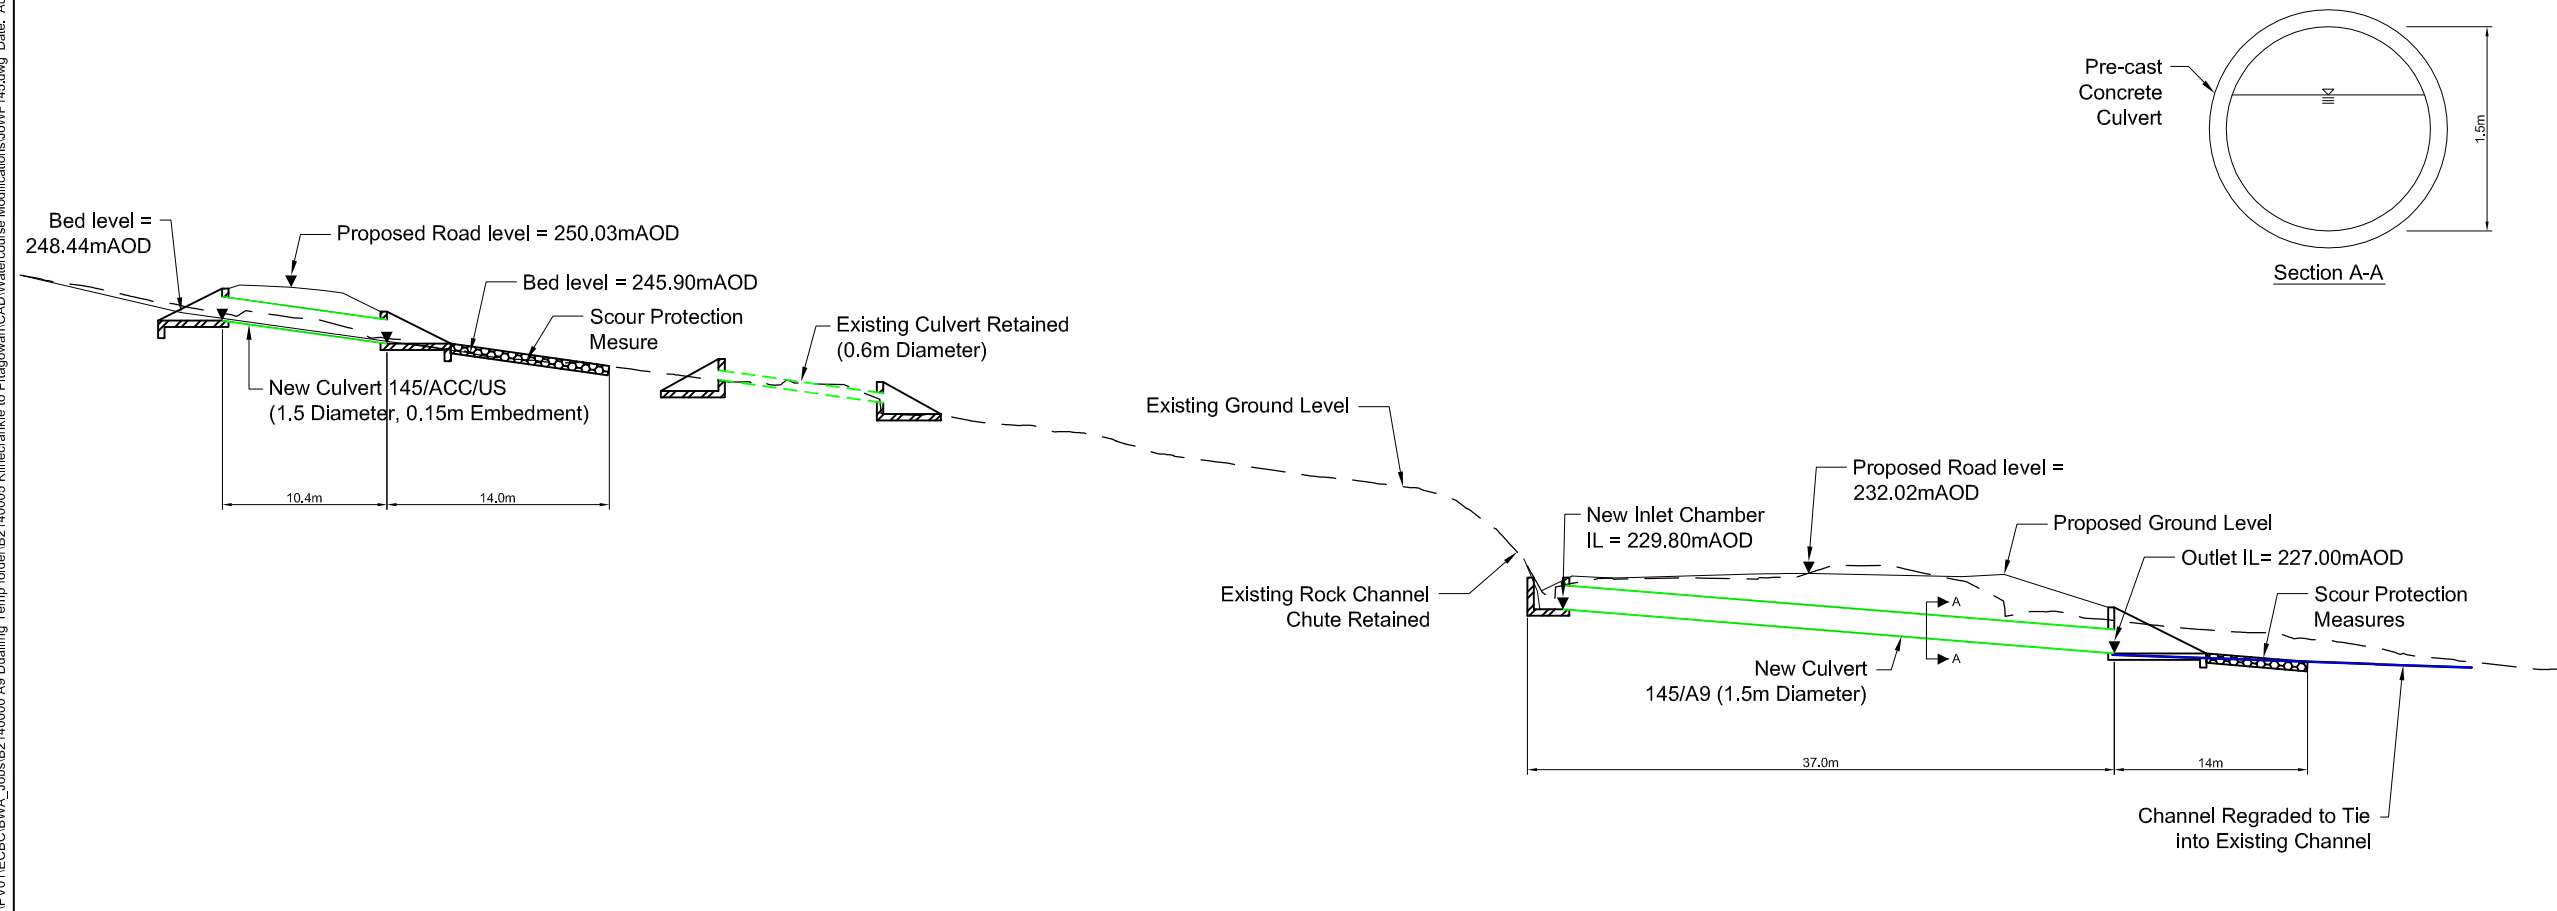 Pre-cast
Concrete
Culvert
1.5m
Section A-A
Bed level =
248.44mAOD
Proposed Road level = 250.03mAOD
Bed level = 245.90mAOD
Scour Protection
Mesure
Existing Culvert Retained
(0.6m Diameter)
New Culvert 145/ACC/US
(1.5 Diameter, 0.15m Embedment)
10.4m
14.0m
Existing Ground Level
Existing Rock Channel
Chute Retained
New Inlet Chamber
IL = 229.80mAOD
Proposed Road level =
232.02mAOD
Proposed Ground Level
Outlet IL= 227.00mAOD
Scour Protection
Measures
A
A
New Culvert
145/A9 (1.5m Diameter)
37.0m
14m
Channel Regraded to Tie
into Existing Channel